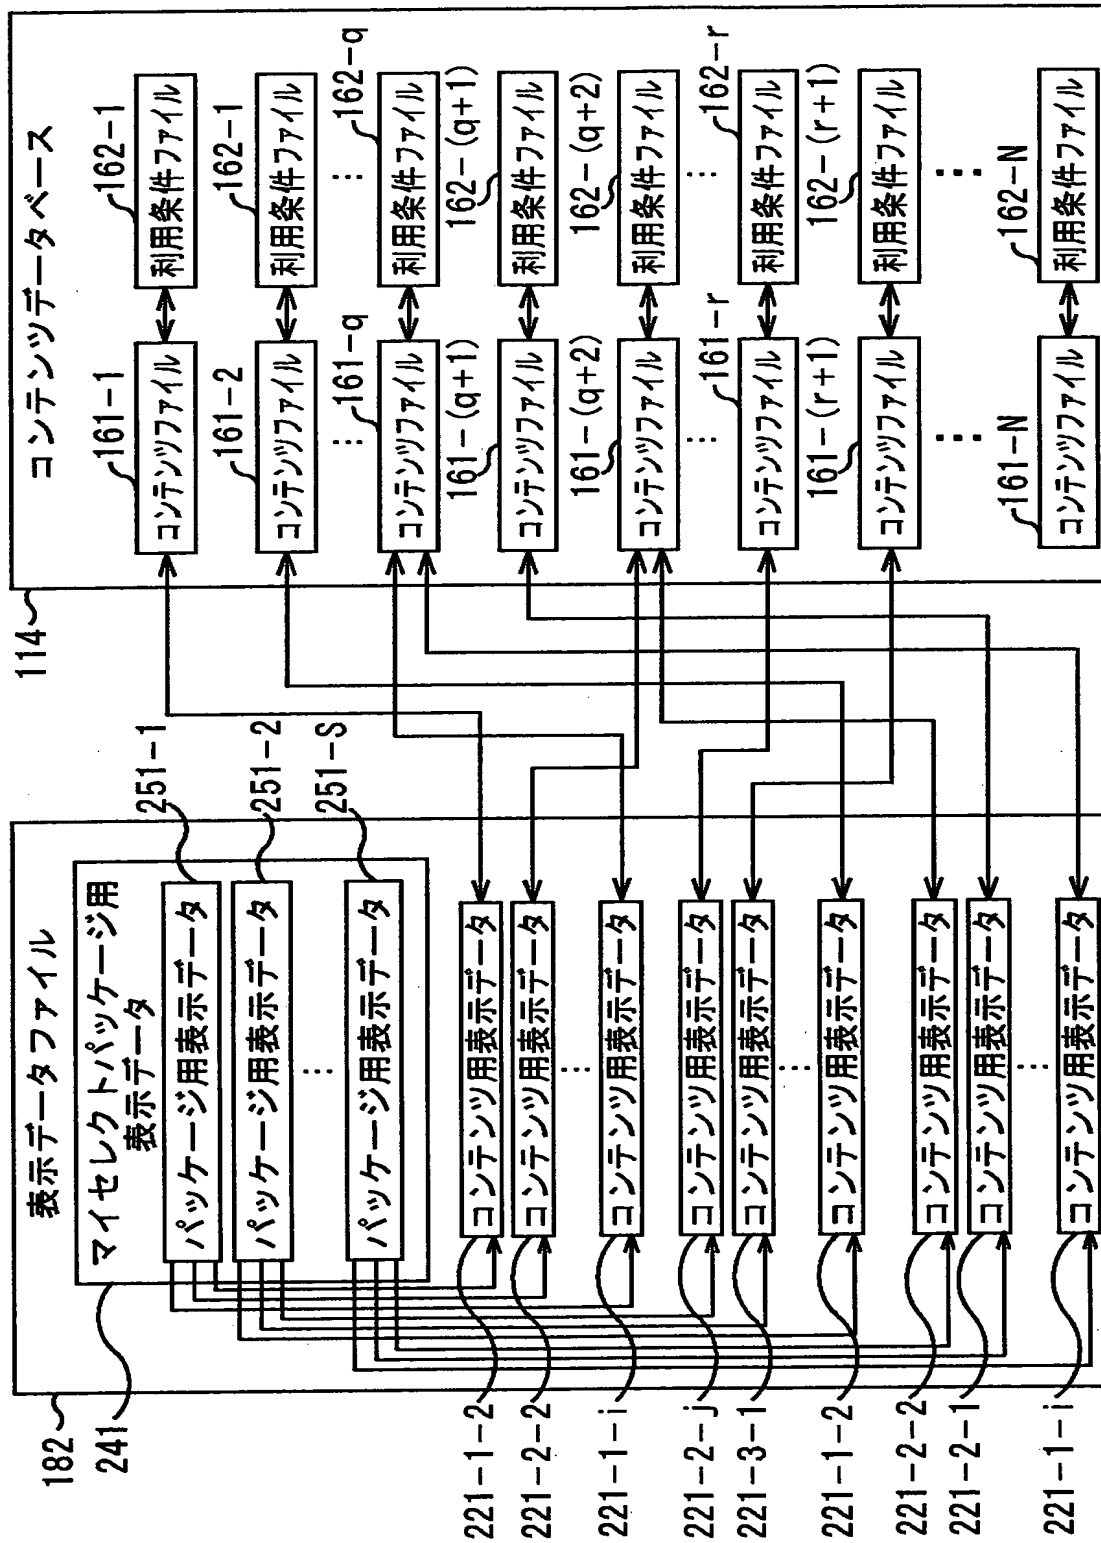 182
表示データファイル
241
マイセレクトパッケージ用
表示データ
パッケージ用表示データ
251-1
パッケージ用表示データ
251-2
⋮
パッケージ用表示データ
251-S
221-1-2
コンテンツ用表示データ
221-2-2
コンテンツ用表示データ
⋮
221-1-i
コンテンツ用表示データ
221-2-j
コンテンツ用表示データ
221-3-1
コンテンツ用表示データ
⋮
221-1-2
コンテンツ用表示データ
221-2-2
コンテンツ用表示データ
221-2-1
コンテンツ用表示データ
⋮
221-1-i
コンテンツ用表示データ
114
コンテンツデータベース
161-1
コンテンツファイル
162-1
利用条件ファイル
161-2
コンテンツファイル
162-1
利用条件ファイル
⋮
⋮
161-q
コンテンツファイル
162-q
利用条件ファイル
161-(q+1)
コンテンツファイル
162-(q+1)
利用条件ファイル
161-(q+2)
コンテンツファイル
162-(q+2)
利用条件ファイル
⋮
⋮
161-r
コンテンツファイル
162-r
利用条件ファイル
161-(r+1)
コンテンツファイル
162-(r+1)
利用条件ファイル
⋮
⋮
161-N
コンテンツファイル
162-N
利用条件ファイル